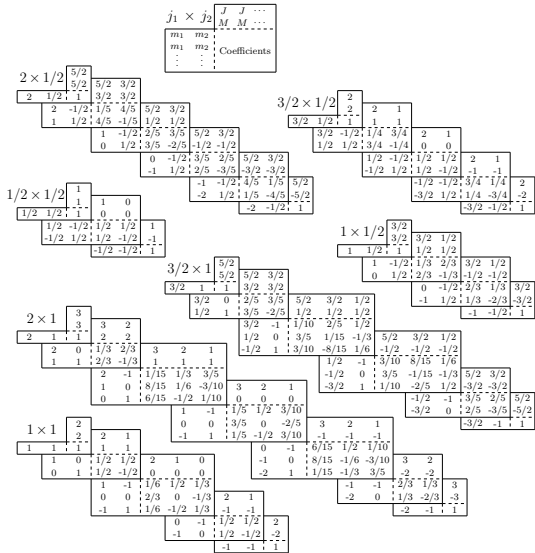 j₁ × j₂ J J ⋯
M M ⋯
m₁ m₂
m₁ m₂ Coefficients
⋮ ⋮
2 × 1/2 5/2
5/2 5/2 3/2
2 1/2 1 3/2 3/2
2 -1/2 1/5 4/5 5/2 3/2
1 1/2 4/5 -1/5 1/2 1/2
1 -1/2 2/5 3/5 5/2 3/2
0 1/2 3/5 -2/5 -1/2 -1/2
0 -1/2 3/5 2/5 5/2 3/2
-1 1/2 2/5 -3/5 -3/2 -3/2
-1 -1/2 4/5 1/5 5/2
-2 1/2 1/5 -4/5 -5/2
-2 -1/2 1
3/2 × 1/2 2
2 2 1
3/2 1/2 1 1 1
3/2 -1/2 1/4 3/4 2 1
1/2 1/2 3/4 -1/4 0 0
1/2 -1/2 1/2 1/2 2 1
-1/2 1/2 1/2 -1/2 -1 -1
-1/2 -1/2 3/4 1/4 2
-3/2 1/2 1/4 -3/4 -2
-3/2 -1/2 1
1/2 × 1/2 1
1 1 0
1/2 1/2 1 0 0
1/2 -1/2 1/2 1/2 1
-1/2 1/2 1/2 -1/2 -1
-1/2 -1/2 1
1 × 1/2 3/2
3/2 3/2 1/2
1 1/2 1 1/2 1/2
1 -1/2 1/3 2/3 3/2 1/2
0 1/2 2/3 -1/3 -1/2 -1/2
0 -1/2 2/3 1/3 3/2
-1 1/2 1/3 -2/3 -3/2
-1 -1/2 1
3/2 × 1 5/2
5/2 5/2 3/2
3/2 1 1 3/2 3/2
3/2 0 2/5 3/5 5/2 3/2 1/2
1/2 1 3/5 -2/5 1/2 1/2 1/2
3/2 -1 1/10 2/5 1/2 5/2 3/2 1/2
1/2 0 3/5 1/15 -1/3 -1/2 -1/2 -1/2
-1/2 1 3/10 -8/15 1/6
1/2 -1 3/10 8/15 1/6
-1/2 0 3/5 -1/15 -1/3 5/2 3/2
-3/2 1 1/10 -2/5 1/2 -3/2 -3/2
-1/2 -1 3/5 2/5 5/2
-3/2 0 2/5 -3/5 -5/2
-3/2 -1 1
2 × 1 3
3 3 2
2 1 1 2 2
2 0 1/3 2/3 3 2 1
1 1 2/3 -1/3 1 1 1
2 -1 1/15 1/3 3/5
1 0 8/15 1/6 -3/10 3 2 1
0 1 6/15 -1/2 1/10 0 0 0
1 -1 1/5 1/2 3/10
0 0 3/5 0 -2/5 3 2 1
-1 1 1/5 -1/2 3/10 -1 -1 -1
0 -1 6/15 1/2 1/10
-1 0 8/15 -1/6 -3/10 3 2
-2 1 1/15 -1/3 3/5 -2 -2
-1 -1 2/3 1/3 3
-2 0 1/3 -2/3 -3
-2 -1 1
1 × 1 2
2 2 1
1 1 1 1 1
1 0 1/2 1/2 2 1 0
0 1 1/2 -1/2 0 0 0
1 -1 1/6 1/2 1/3
0 0 2/3 0 -1/3 2 1
-1 1 1/6 -1/2 1/3 -1 -1
0 -1 1/2 1/2 2
-1 0 1/2 -1/2 -2
-1 -1 1